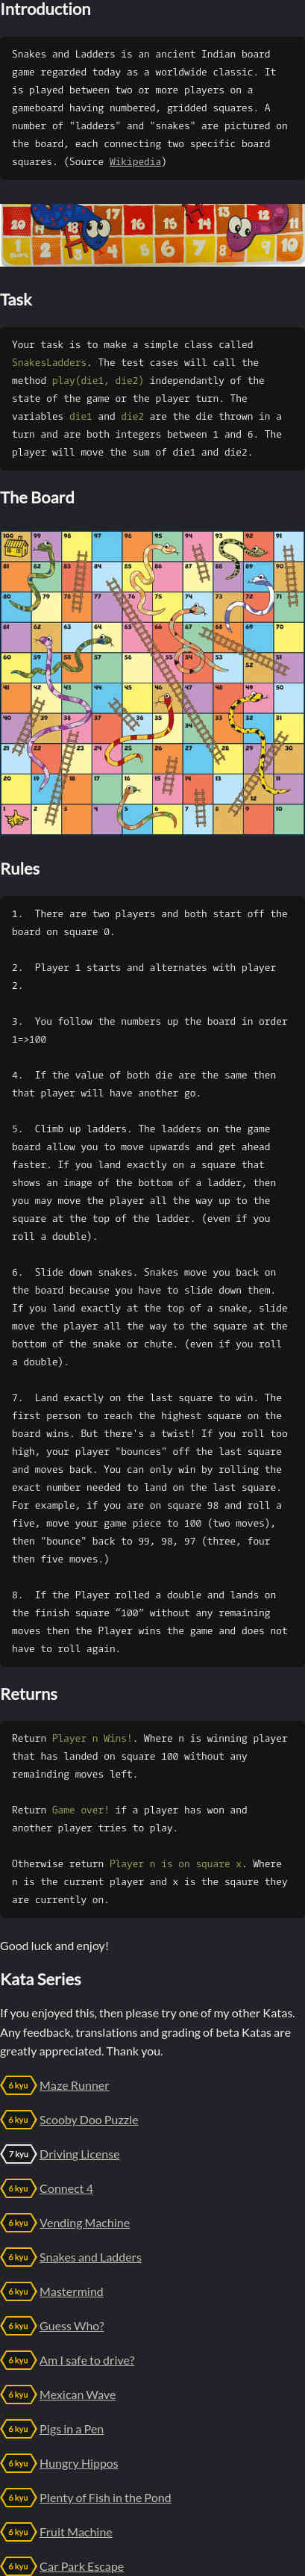 Introduction
Snakes and Ladders is an ancient Indian board
game regarded today as a worldwide classic. It
is played between two or more players on a
gameboard having numbered, gridded squares. A
number of "ladders" and "snakes" are pictured on
the board, each connecting two specific board
squares. (Source Wikipedia)
20 17 16 13 12 11
1 2 3 4 5 6 7 8 9 10
Task
Your task is to make a simple class called
SnakesLadders. The test cases will call the
method play(die1, die2) independantly of the
state of the game or the player turn. The
variables die1 and die2 are the die thrown in a
turn and are both integers between 1 and 6. The
player will move the sum of die1 and die2.
The Board
100 99 98 97 96 95 94 93 92 91
81 82 83 84 85 86 87 88 89 90
80 79 78 77 76 75 74 73 72 71
61 62 63 64 65 66 67 68 69 70
60 59 58 57 56 55 54 53 52 51
41 42 43 44 45 46 47 48 49 50
40 39 38 37 36 35 34 33 32 31
21 22 23 24 25 26 27 28 29 30
20 19 18 17 16 15 14 13 12 11
1 2 3 4 5 6 7 8 9 10
Rules
1. There are two players and both start off the
board on square 0.
2. Player 1 starts and alternates with player
2.
3. You follow the numbers up the board in order
1=>100
4. If the value of both die are the same then
that player will have another go.
5. Climb up ladders. The ladders on the game
board allow you to move upwards and get ahead
faster. If you land exactly on a square that
shows an image of the bottom of a ladder, then
you may move the player all the way up to the
square at the top of the ladder. (even if you
roll a double).
6. Slide down snakes. Snakes move you back on
the board because you have to slide down them.
If you land exactly at the top of a snake, slide
move the player all the way to the square at the
bottom of the snake or chute. (even if you roll
a double).
7. Land exactly on the last square to win. The
first person to reach the highest square on the
board wins. But there's a twist! If you roll too
high, your player "bounces" off the last square
and moves back. You can only win by rolling the
exact number needed to land on the last square.
For example, if you are on square 98 and roll a
five, move your game piece to 100 (two moves),
then "bounce" back to 99, 98, 97 (three, four
then five moves.)
8. If the Player rolled a double and lands on
the finish square “100” without any remaining
moves then the Player wins the game and does not
have to roll again.
Returns
Return Player n Wins!. Where n is winning player
that has landed on square 100 without any
remainding moves left.
Return Game over! if a player has won and
another player tries to play.
Otherwise return Player n is on square x. Where
n is the current player and x is the sqaure they
are currently on.
Good luck and enjoy!
Kata Series
If you enjoyed this, then please try one of my other Katas.
Any feedback, translations and grading of beta Katas are
greatly appreciated. Thank you.
6 kyu Maze Runner
6 kyu Scooby Doo Puzzle
7 kyu Driving License
6 kyu Connect 4
6 kyu Vending Machine
6 kyu Snakes and Ladders
6 kyu Mastermind
6 kyu Guess Who?
6 kyu Am I safe to drive?
6 kyu Mexican Wave
6 kyu Pigs in a Pen
6 kyu Hungry Hippos
6 kyu Plenty of Fish in the Pond
6 kyu Fruit Machine
6 kyu Car Park Escape